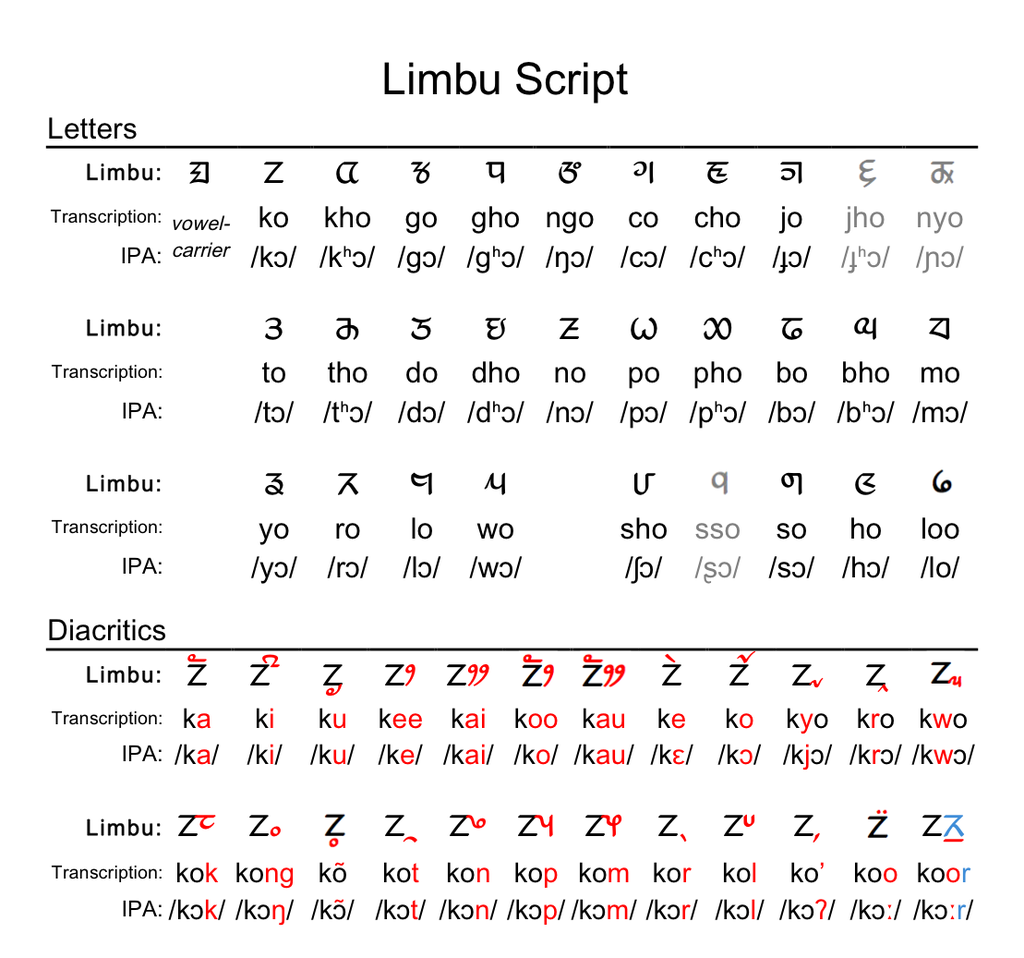 Limbu Script
Letters
Limbu: ᤀ ᤁ ᤂ ᤃ ᤄ ᤅ ᤆ ᤇ ᤈ ᤉ ᤊ
Transcription: vowel-carrier ko kho go gho ngo co cho jo jho nyo
IPA: /kɔ/ /kʰɔ/ /gɔ/ /gʰɔ/ /ŋɔ/ /cɔ/ /cʰɔ/ /ɟɔ/ /ɟʰɔ/ /ɲɔ/
Limbu: ᤋ ᤌ ᤍ ᤎ ᤏ ᤐ ᤑ ᤒ ᤓ ᤔ
Transcription: to tho do dho no po pho bo bho mo
IPA: /tɔ/ /tʰɔ/ /dɔ/ /dʰɔ/ /nɔ/ /pɔ/ /pʰɔ/ /bɔ/ /bʰɔ/ /mɔ/
Limbu: ᤕ ᤖ ᤗ ᤘ ᤙ ᤚ ᤛ ᤜ ᥀
Transcription: yo ro lo wo sho sso so ho loo
IPA: /yɔ/ /rɔ/ /lɔ/ /wɔ/ /ʃɔ/ /ʂɔ/ /sɔ/ /hɔ/ /lo/
Diacritics
Limbu: ᤁᤠ ᤁᤡ ᤁᤢ ᤁᤣ ᤁᤤ ᤁᤥ ᤁᤦ ᤁᤧ ᤁᤨ ᤁᤩ ᤁᤪ ᤁᤫ
Transcription: ka ki ku kee kai koo kau ke ko kyo kro kwo
IPA: /ka/ /ki/ /ku/ /ke/ /kai/ /ko/ /kau/ /kɛ/ /kɔ/ /kjɔ/ /krɔ/ /kwɔ/
Limbu: ᤁᤰ ᤁᤱ ᤁᤲ ᤁᤳ ᤁᤴ ᤁᤵ ᤁᤶ ᤁᤷ ᤁᤸ ᤁ᤹ ᤁ᤺ ᤁᤖ᤻
Transcription: kok kong kõ kot kon kop kom kor kol ko’ koo koor
IPA: /kɔk/ /kɔŋ/ /kɔ̃/ /kɔt/ /kɔn/ /kɔp/ /kɔm/ /kɔr/ /kɔl/ /kɔʔ/ /kɔː/ /kɔːr/